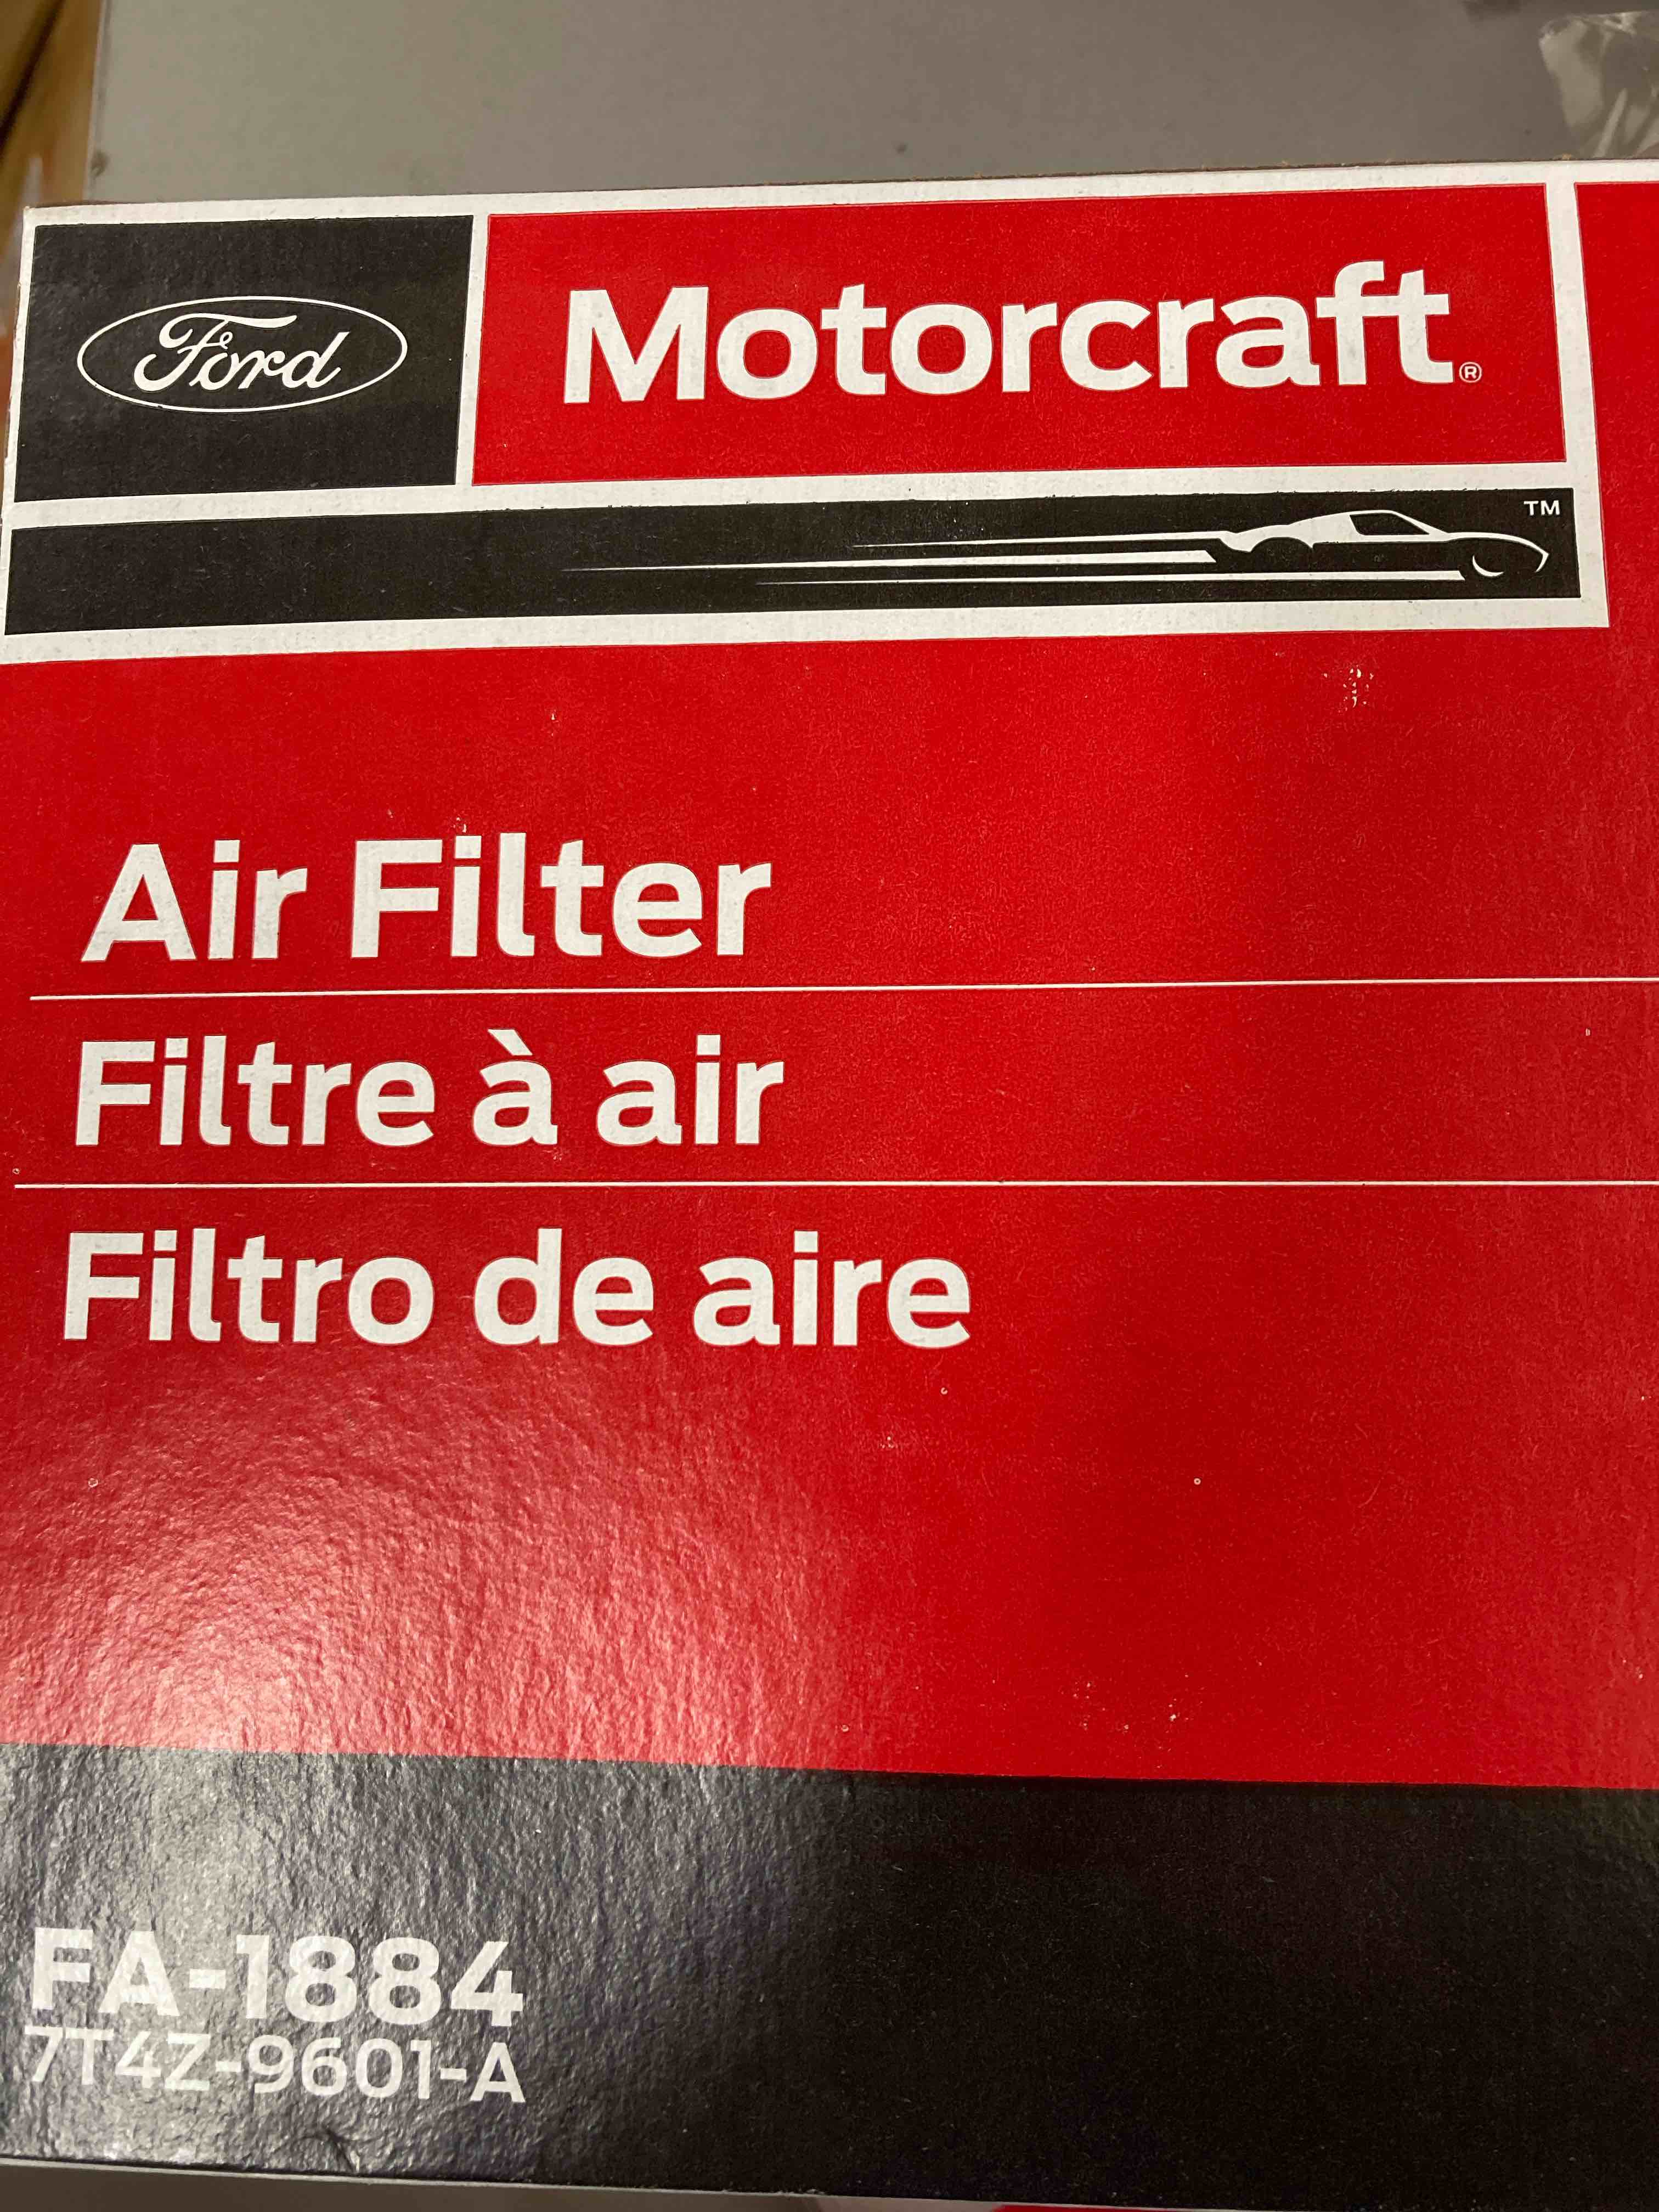 Ford
Motorcraft®
TM
Air Filter
Filtre à air
Filtro de aire
FA-1884
7T4Z-9601-A